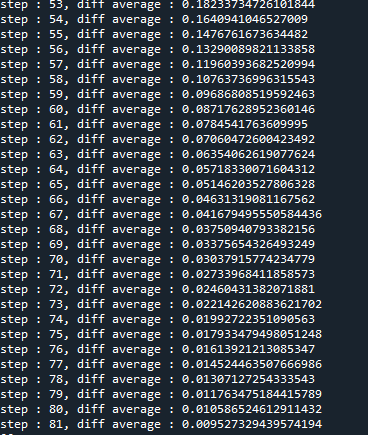 step : 53, diff average : 0.18233734726101844
step : 54, diff average : 0.1640941046527009
step : 55, diff average : 0.1476761673634482
step : 56, diff average : 0.13290089821133858
step : 57, diff average : 0.11960393682520994
step : 58, diff average : 0.10763736996315543
step : 59, diff average : 0.09686808519592463
step : 60, diff average : 0.08717628952360146
step : 61, diff average : 0.0784541763609995
step : 62, diff average : 0.07060472600423492
step : 63, diff average : 0.06354062619077624
step : 64, diff average : 0.05718330071604312
step : 65, diff average : 0.05146203527806328
step : 66, diff average : 0.04631319081167562
step : 67, diff average : 0.041679495550584436
step : 68, diff average : 0.03750940793382156
step : 69, diff average : 0.03375654326493249
step : 70, diff average : 0.03037915774234779
step : 71, diff average : 0.02733968411858573
step : 72, diff average : 0.02460431382071881
step : 73, diff average : 0.022142620883621702
step : 74, diff average : 0.01992722351090563
step : 75, diff average : 0.017933479498051248
step : 76, diff average : 0.01613921213085347
step : 77, diff average : 0.014524463507666986
step : 78, diff average : 0.01307127254333543
step : 79, diff average : 0.011763475184415789
step : 80, diff average : 0.010586524612911432
step : 81, diff average : 0.009527329439574194